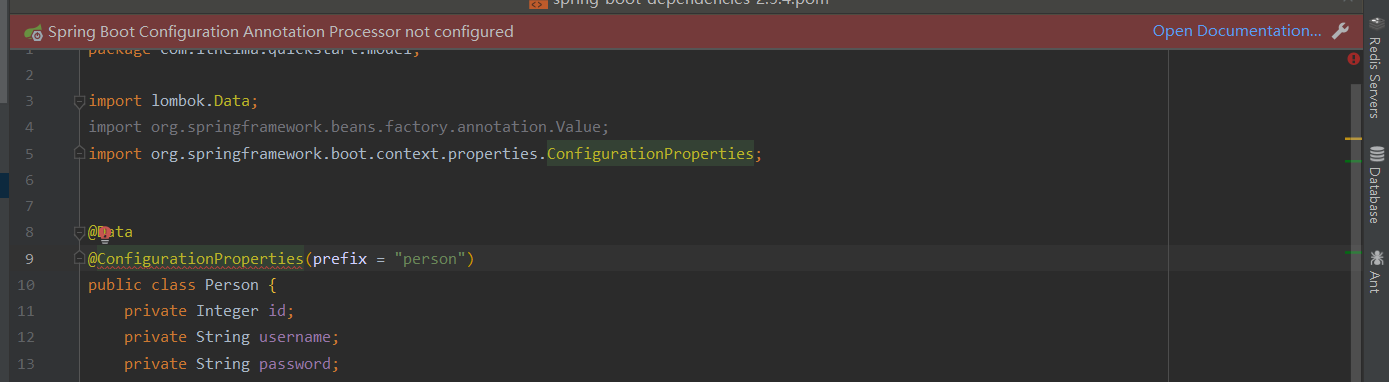 spring-boot-dependencies-2.5.4.pom
Spring Boot Configuration Annotation Processor not configured
Open Documentation...
1 package com.itheima.quickstart.model;
2
3 import lombok.Data;
4 import org.springframework.beans.factory.annotation.Value;
5 import org.springframework.boot.context.properties.ConfigurationProperties;
6
7
8 @Data
9 @ConfigurationProperties(prefix = "person")
10 public class Person {
11 private Integer id;
12 private String username;
13 private String password;
Redis Servers
Database
Ant